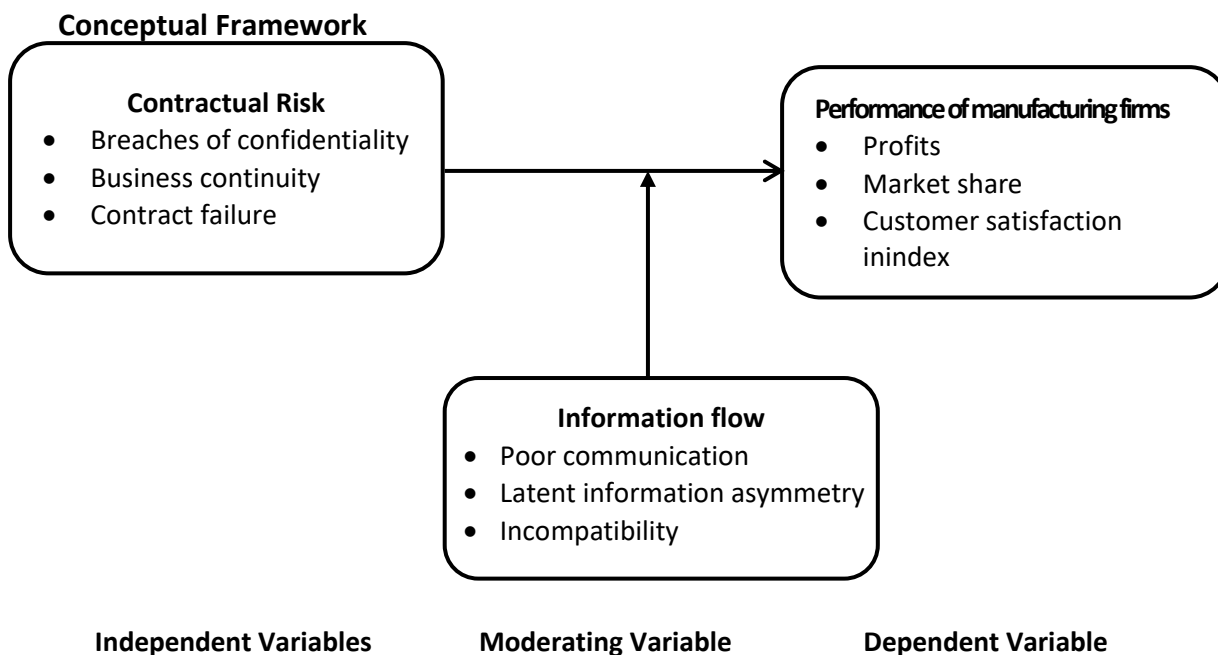 Conceptual Framework
Contractual Risk
• Breaches of confidentiality
• Business continuity
• Contract failure
Performance of manufacturing firms
• Profits
• Market share
• Customer satisfaction
inindex
Information flow
• Poor communication
• Latent information asymmetry
• Incompatibility
Independent Variables
Moderating Variable
Dependent Variable